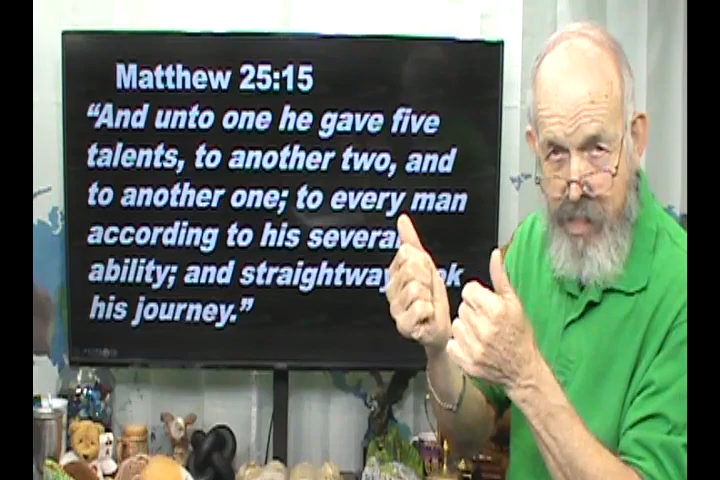 Matthew 25:15
“And unto one he gave five
talents, to another two, and
to another one; to every man
according to his several
ability; and straightway
his journey.”